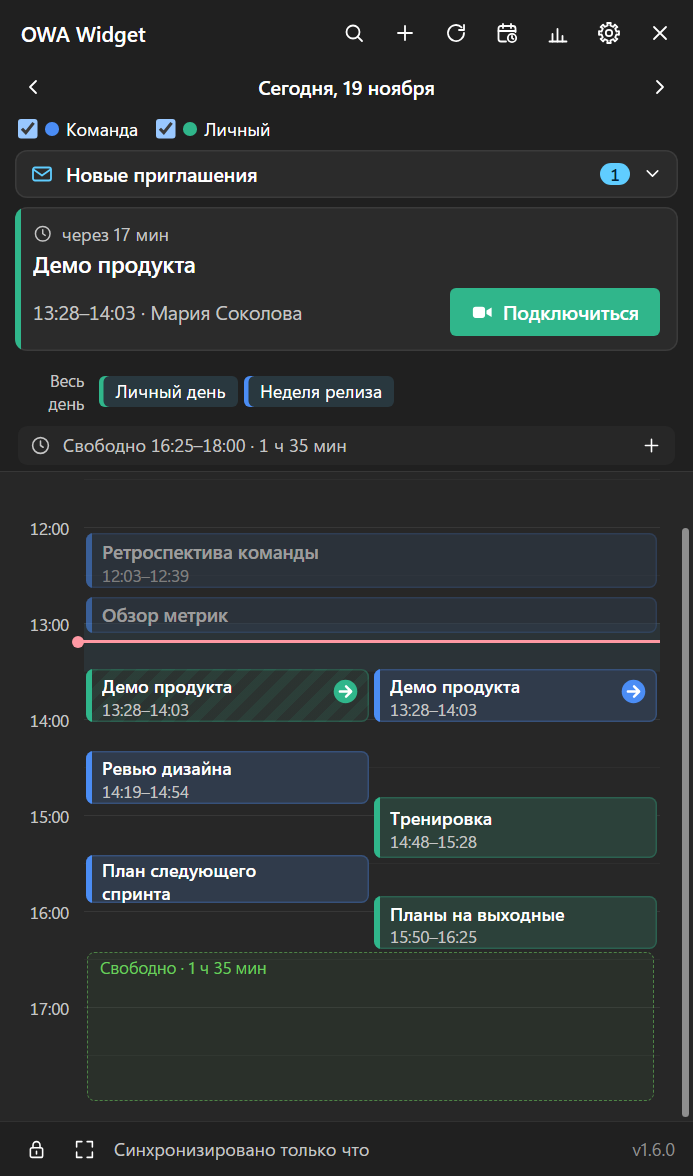 OWA Widget
Сегодня, 19 ноября
Команда Личный
Новые приглашения 1
через 17 мин
Демо продукта
13:28–14:03 · Мария Соколова
Подключиться
Весь день
Личный день Неделя релиза
Свободно 16:25–18:00 · 1 ч 35 мин
12:00
Ретроспектива команды
12:03–12:39
13:00
Обзор метрик
Демо продукта
13:28–14:03
Демо продукта
13:28–14:03
14:00
Ревью дизайна
14:19–14:54
15:00
Тренировка
14:48–15:28
План следующего
спринта
16:00
Планы на выходные
15:50–16:25
Свободно · 1 ч 35 мин
17:00
Синхронизировано только что
v1.6.0